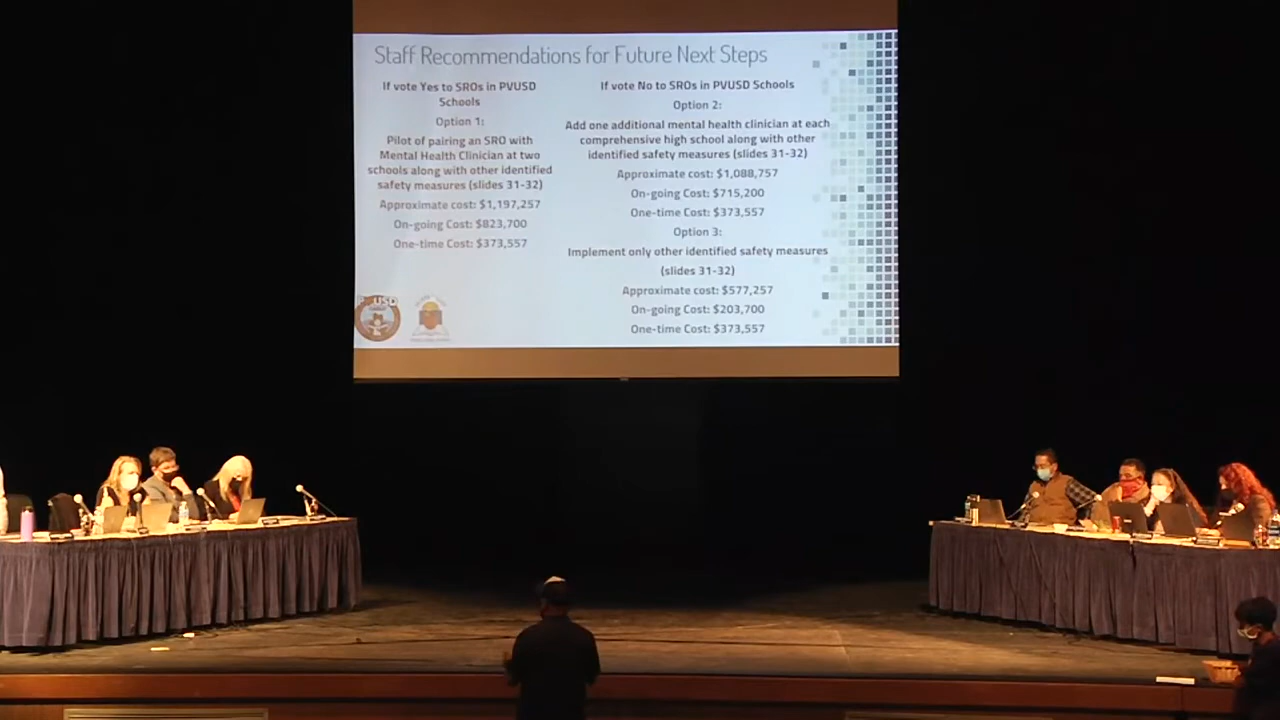 Staff Recommendations for Future Next Steps
If vote Yes to SROs in PVUSD
Schools
Option 1:
Pilot of pairing an SRO with
Mental Health Clinician at two
schools along with other identified
safety measures (slides 31-32)
Approximate cost: $1,197,257
On-going Cost: $823,700
One-time Cost: $373,557
If vote No to SROs in PVUSD Schools
Option 2:
Add one additional mental health clinician at each
comprehensive high school along with other
identified safety measures (slides 31-32)
Approximate cost: $1,088,757
On-going Cost: $715,200
One-time Cost: $373,557
Option 3:
Implement only other identified safety measures
(slides 31-32)
Approximate cost: $577,257
On-going Cost: $203,700
One-time Cost: $373,557
PVUSD